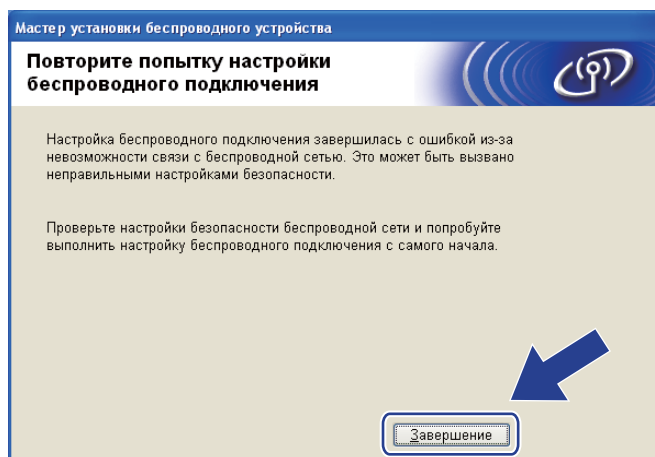 Мастер установки беспроводного устройства
Повторите попытку настройки
беспроводного подключения
Настройка беспроводного подключения завершилась с ошибкой из-за
невозможности связи с беспроводной сетью. Это может быть вызвано
неправильными настройками безопасности.
Проверьте настройки безопасности беспроводной сети и попробуйте
выполнить настройку беспроводного подключения с самого начала.
Завершение